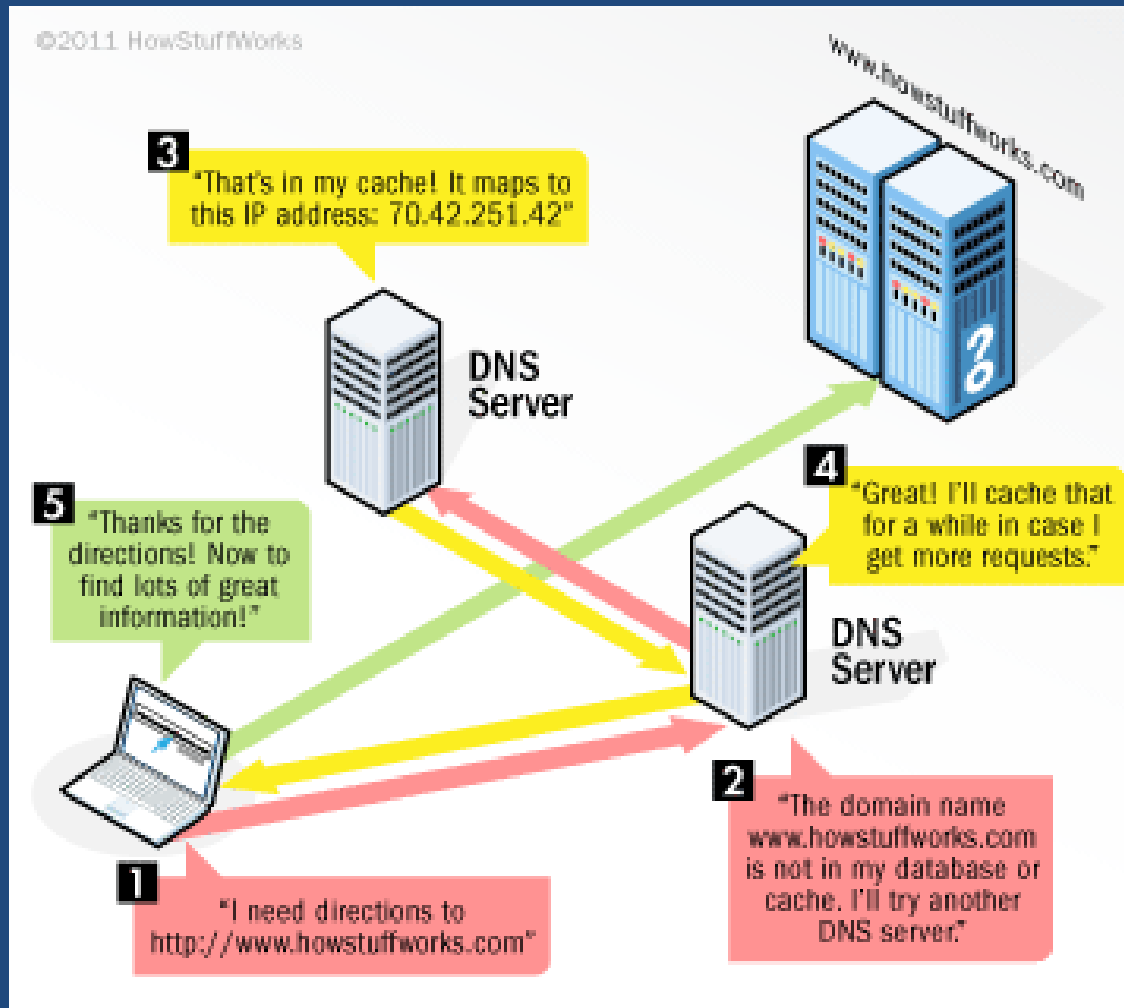 ©2011 HowStuffWorks
www.howstuffworks.com
3
"That's in my cache! It maps to
this IP address: 70.42.251.42"
DNS
Server
4
"Great! I'll cache that
for a while in case I
get more requests."
5
"Thanks for the
directions! Now to
find lots of great
information!"
DNS
Server
2
"The domain name
www.howstuffworks.com
is not in my database or
cache. I'll try another
DNS server."
1
"I need directions to
http://www.howstuffworks.com"